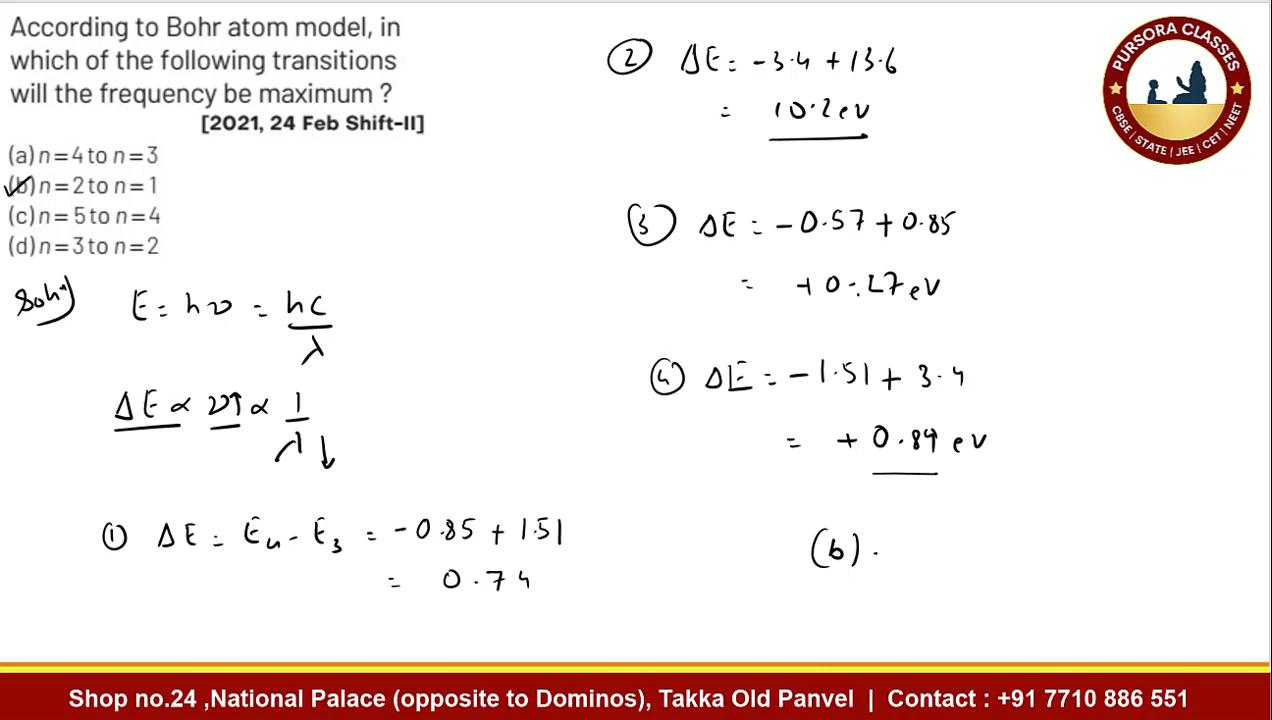 According to Bohr atom model, in
which of the following transitions
will the frequency be maximum ?
[2021, 24 Feb Shift-II]
(a) n = 4 to n = 3
(b) n = 2 to n = 1
(c) n = 5 to n = 4
(d) n = 3 to n = 2
Soln)
E = hν = hc/λ
ΔE ∝ ν↑ ∝ 1/λ↓
① ΔE = E4 - E3 = -0.85 + 1.51
= 0.74
② ΔE = -3.4 + 13.6
= 10.2 ev
③ ΔE = -0.57 + 0.85
= +0.27 eV
④ ΔE = -1.51 + 3.4
= +0.89 ev
(b).
PURSORA CLASSES
CBSE | STATE | JEE | CET | NEET
Shop no.24 ,National Palace (opposite to Dominos), Takka Old Panvel | Contact : +91 7710 886 551